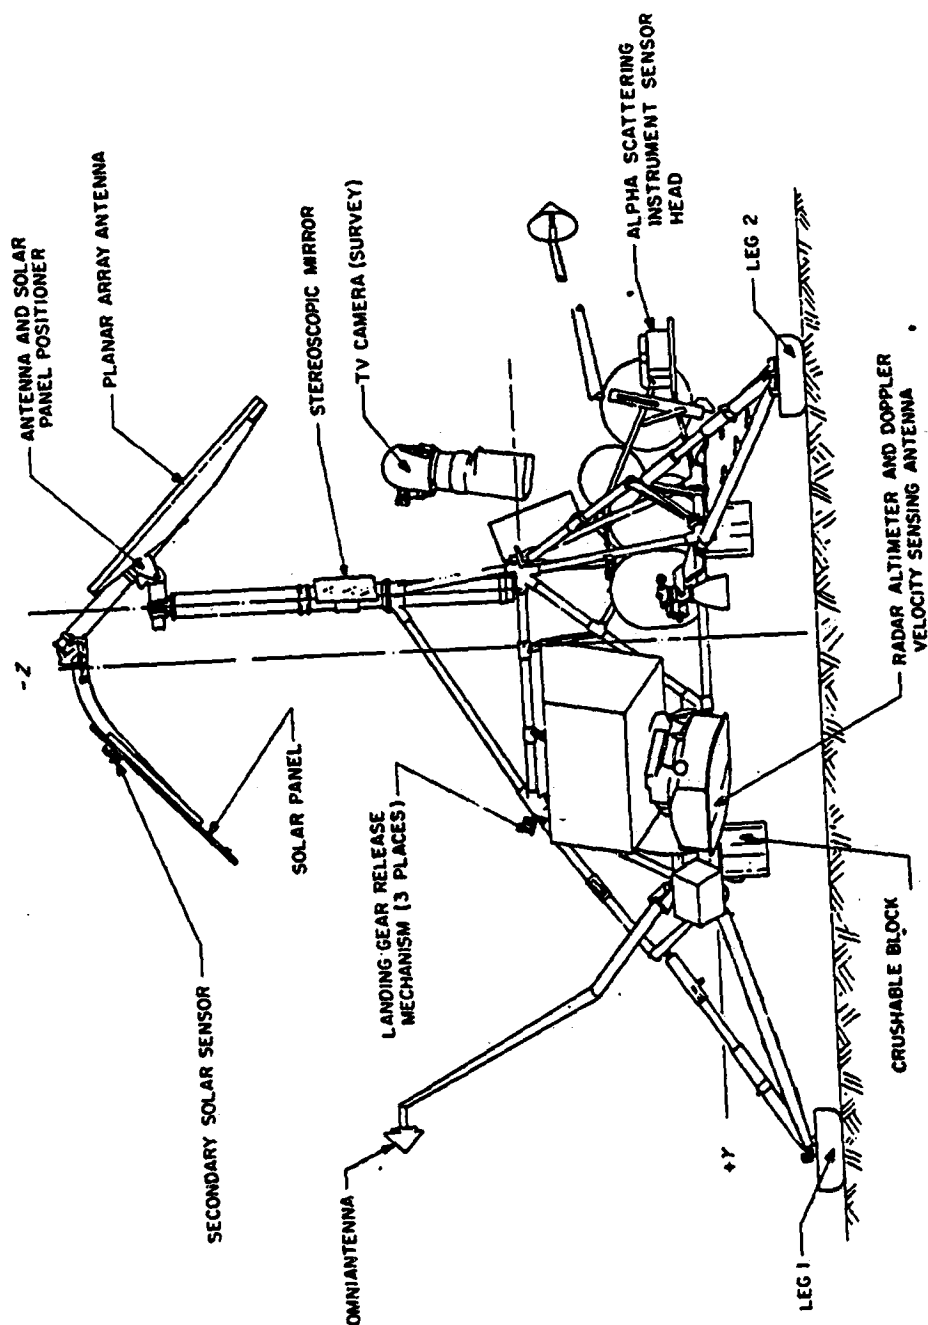 -Z
ANTENNA AND SOLAR
PANEL POSITIONER
PLANAR ARRAY ANTENNA
STEREOSCOPIC MIRROR
TV CAMERA (SURVEY)
ALPHA SCATTERING
INSTRUMENT SENSOR
HEAD
LEG 2
SOLAR PANEL
SECONDARY SOLAR SENSOR
LANDING GEAR RELEASE
MECHANISM (3 PLACES)
OMNIANTENNA
+Y
LEG 1
CRUSHABLE BLOCK
RADAR ALTIMETER AND DOPPLER
VELOCITY SENSING ANTENNA